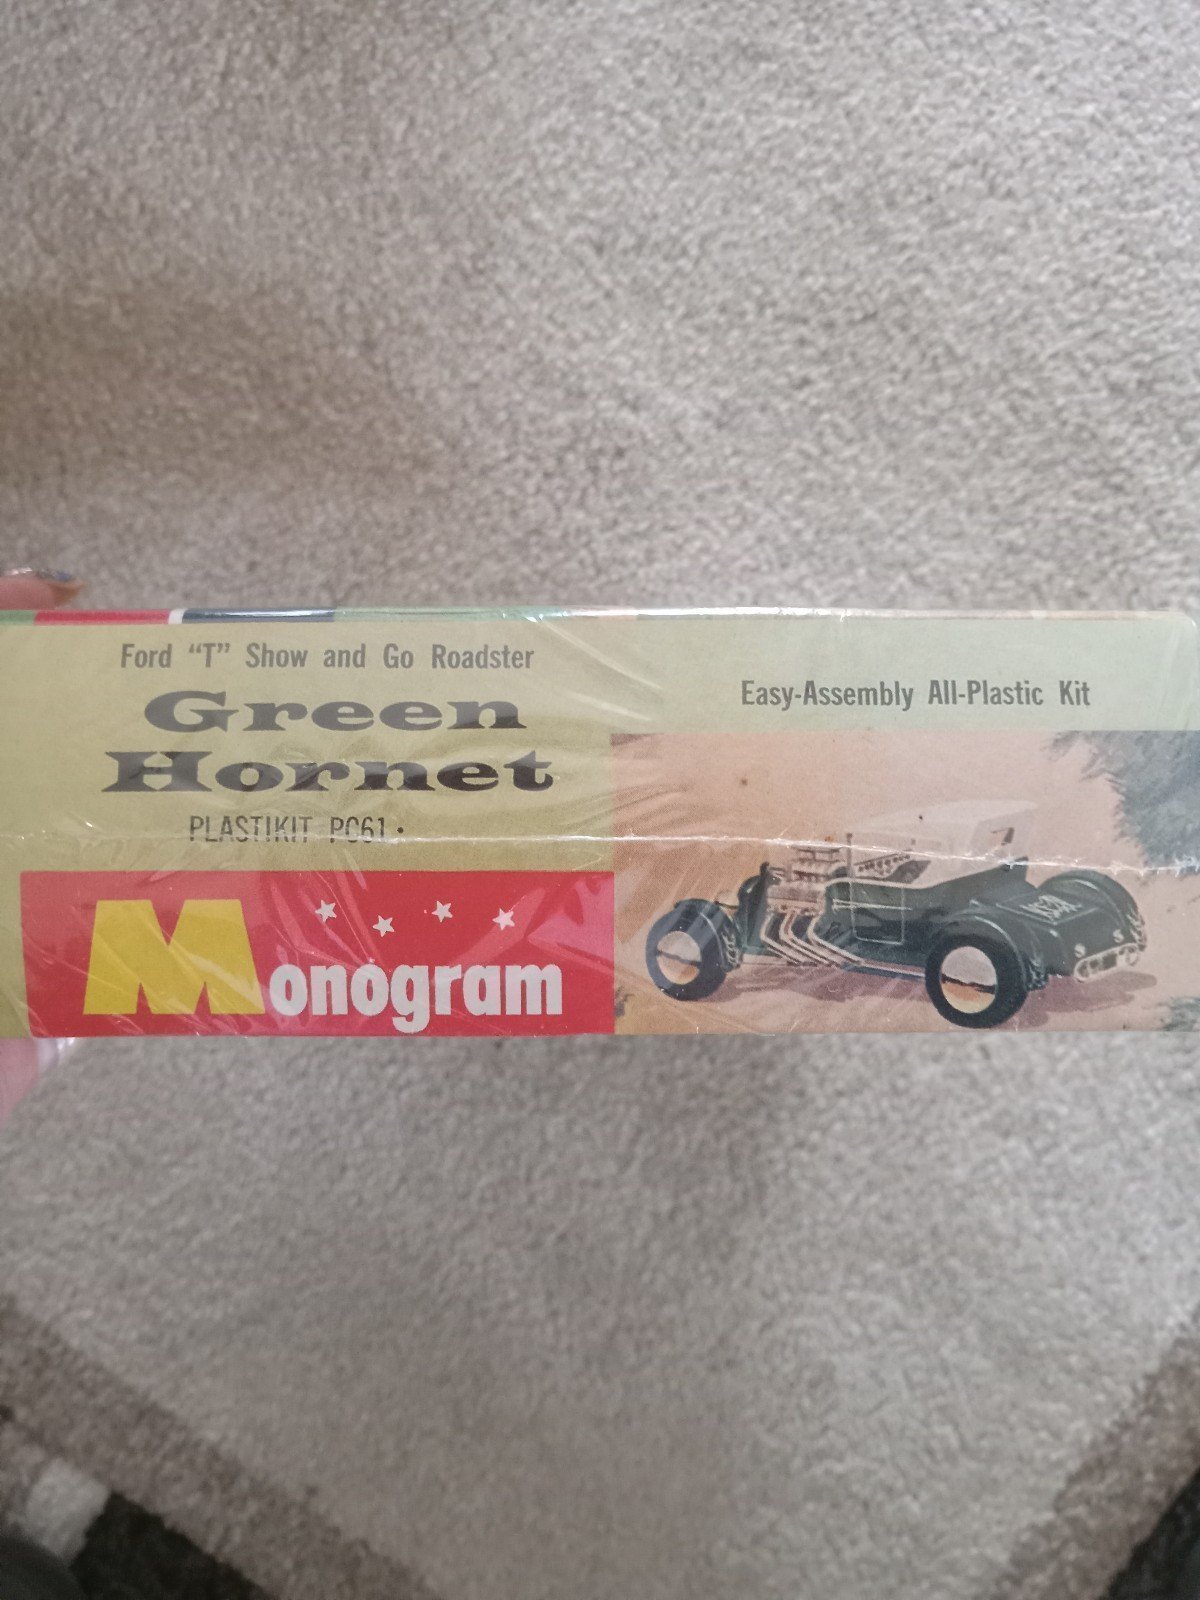 Ford "T" Show and Go Roadster
Green
Hornet
PLASTIKIT PC61
Monogram
Easy-Assembly All-Plastic Kit